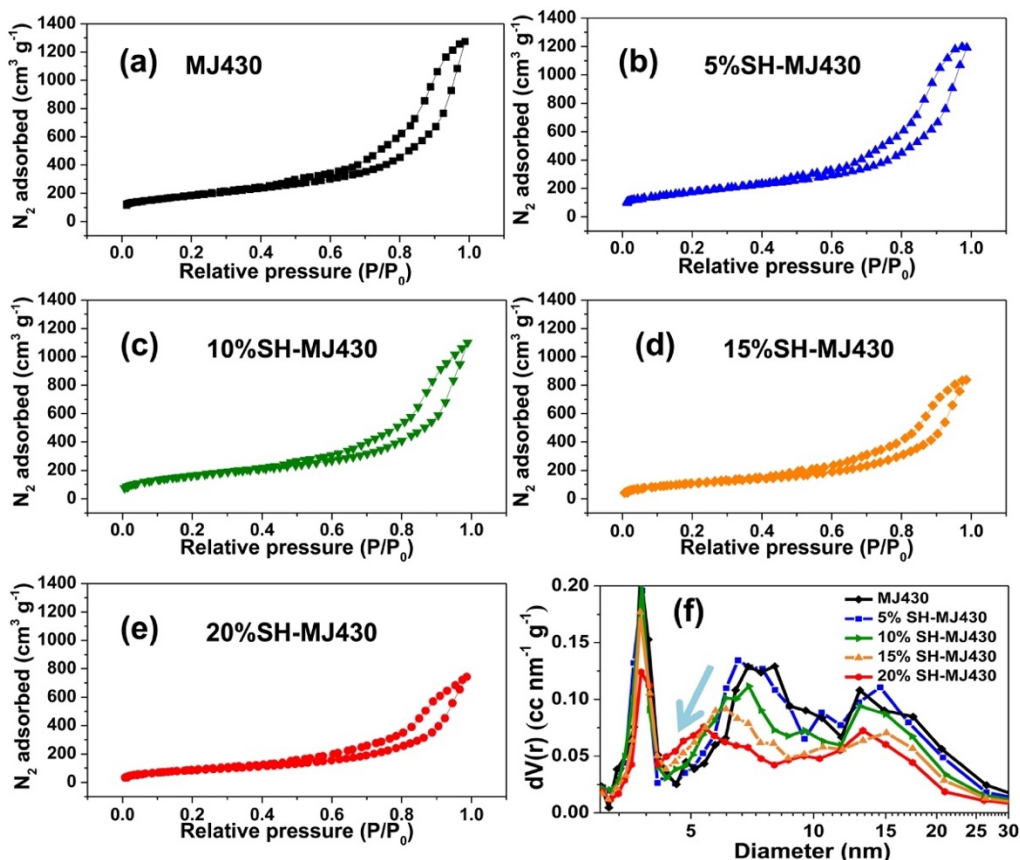 (a) MJ430
N₂ adsorbed (cm³ g⁻¹)
1400
1200
1000
800
600
400
200
0
0.0 0.2 0.4 0.6 0.8 1.0
Relative pressure (P/P₀)
(b) 5%SH-MJ430
N₂ adsorbed (cm³ g⁻¹)
1400
1200
1000
800
600
400
200
0
0.0 0.2 0.4 0.6 0.8 1.0
Relative pressure (P/P₀)
(c) 10%SH-MJ430
N₂ adsorbed (cm³ g⁻¹)
1400
1200
1000
800
600
400
200
0
0.0 0.2 0.4 0.6 0.8 1.0
Relative pressure (P/P₀)
(d) 15%SH-MJ430
N₂ adsorbed (cm³ g⁻¹)
1400
1200
1000
800
600
400
200
0
0.0 0.2 0.4 0.6 0.8 1.0
Relative pressure (P/P₀)
(e) 20%SH-MJ430
N₂ adsorbed (cm³ g⁻¹)
1400
1200
1000
800
600
400
200
0
0.0 0.2 0.4 0.6 0.8 1.0
Relative pressure (P/P₀)
(f)
MJ430
5% SH-MJ430
10% SH-MJ430
15% SH-MJ430
20% SH-MJ430
dV(r) (cc nm⁻¹ g⁻¹)
0.20
0.15
0.10
0.05
0.00
5 10 15 20 25 30
Diameter (nm)